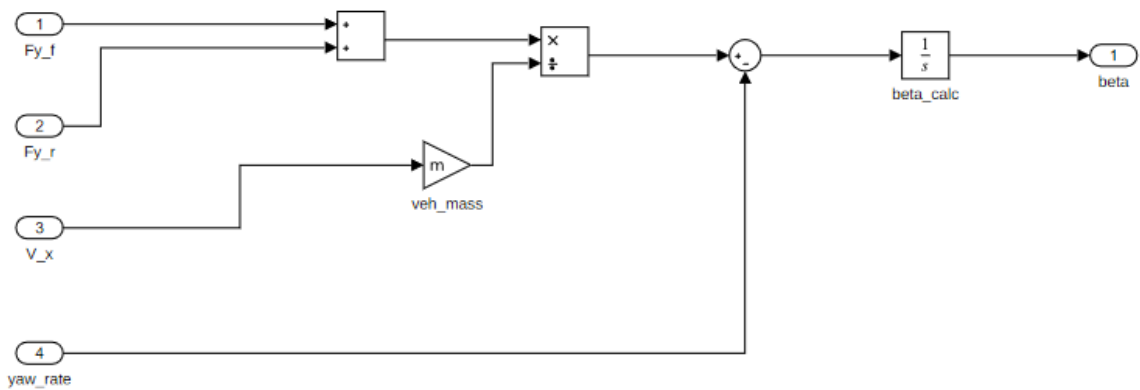 1
Fy_f
+
+
2
Fy_r
×
÷
+
-
1
s
beta_calc
1
beta
m
veh_mass
3
V_x
4
yaw_rate